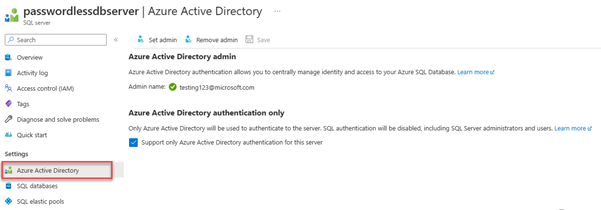 passwordlessdbserver | Azure Active Directory
SQL server
Search
Set admin
Remove admin
Save
Overview
Activity log
Access control (IAM)
Tags
Diagnose and solve problems
Quick start
Settings
Azure Active Directory
SQL databases
SQL elastic pools
Azure Active Directory admin
Azure Active Directory authentication allows you to centrally manage identity and access to your Azure SQL Database. Learn more
Admin name: testing123@microsoft.com
Azure Active Directory authentication only
Only Azure Active Directory will be used to authenticate to the server. SQL authentication will be disabled, including SQL Server administrators and users. Learn more
Support only Azure Active Directory authentication for this server